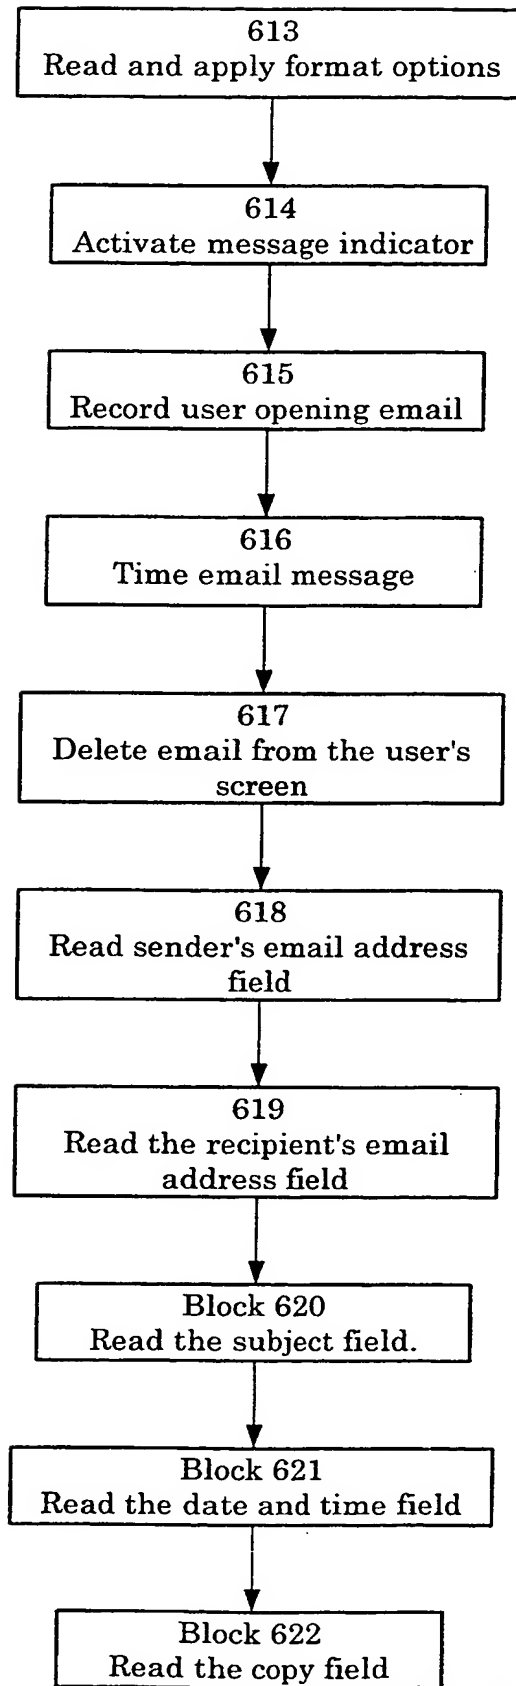 613
Read and apply format options
614
Activate message indicator
615
Record user opening email
616
Time email message
617
Delete email from the user's
screen
618
Read sender's email address
field
619
Read the recipient's email
address field
Block 620
Read the subject field.
Block 621
Read the date and time field
Block 622
Read the copy field